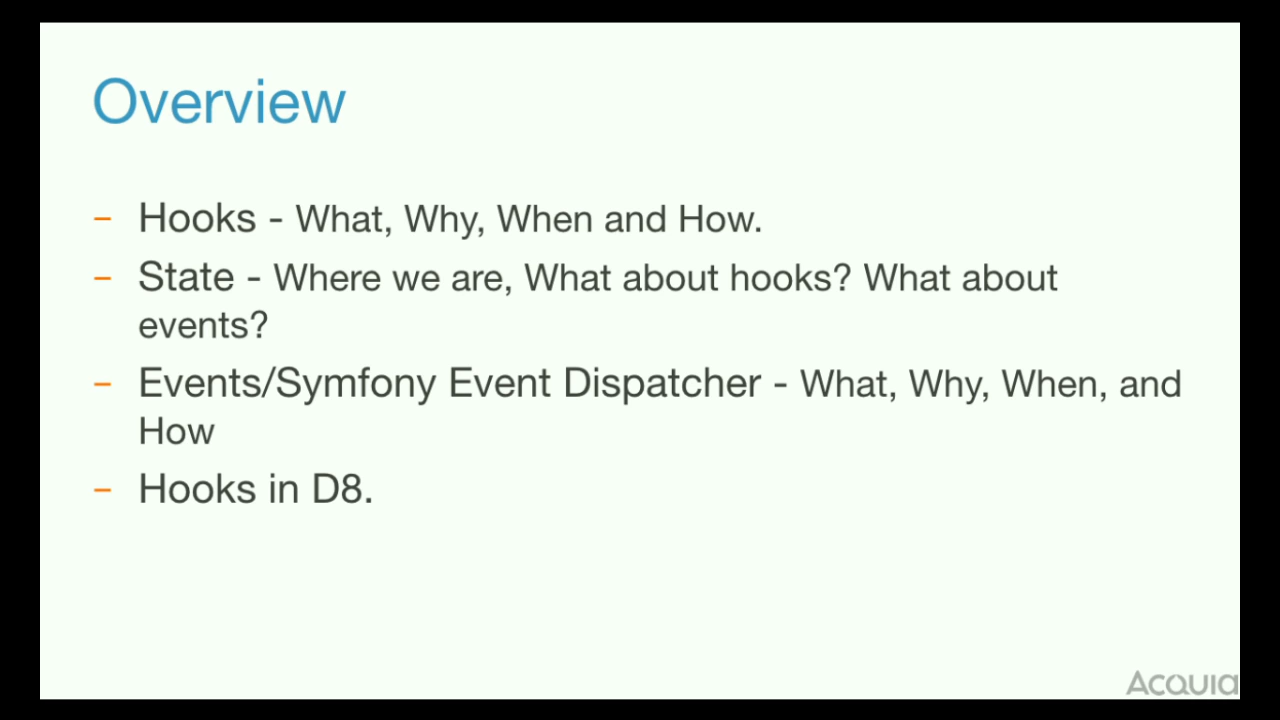 Overview
– Hooks - What, Why, When and How.
– State - Where we are, What about hooks? What about
events?
– Events/Symfony Event Dispatcher - What, Why, When, and
How
– Hooks in D8.
Acquia